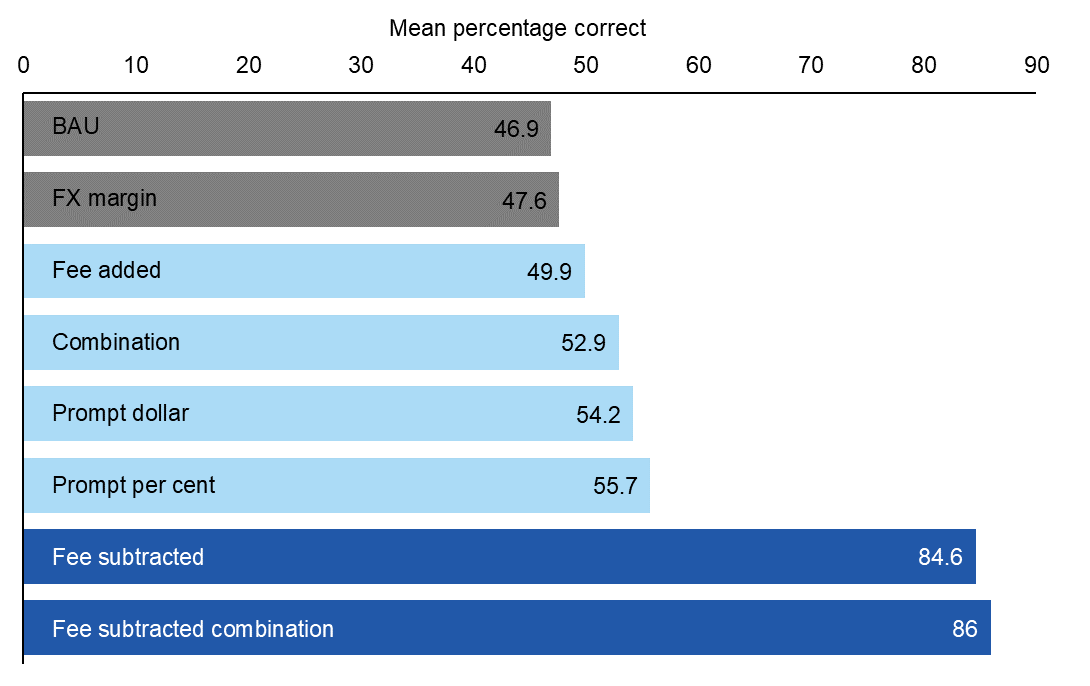 Mean percentage correct
0 10 20 30 40 50 60 70 80 90
BAU 46.9
FX margin 47.6
Fee added 49.9
Combination 52.9
Prompt dollar 54.2
Prompt per cent 55.7
Fee subtracted 84.6
Fee subtracted combination 86